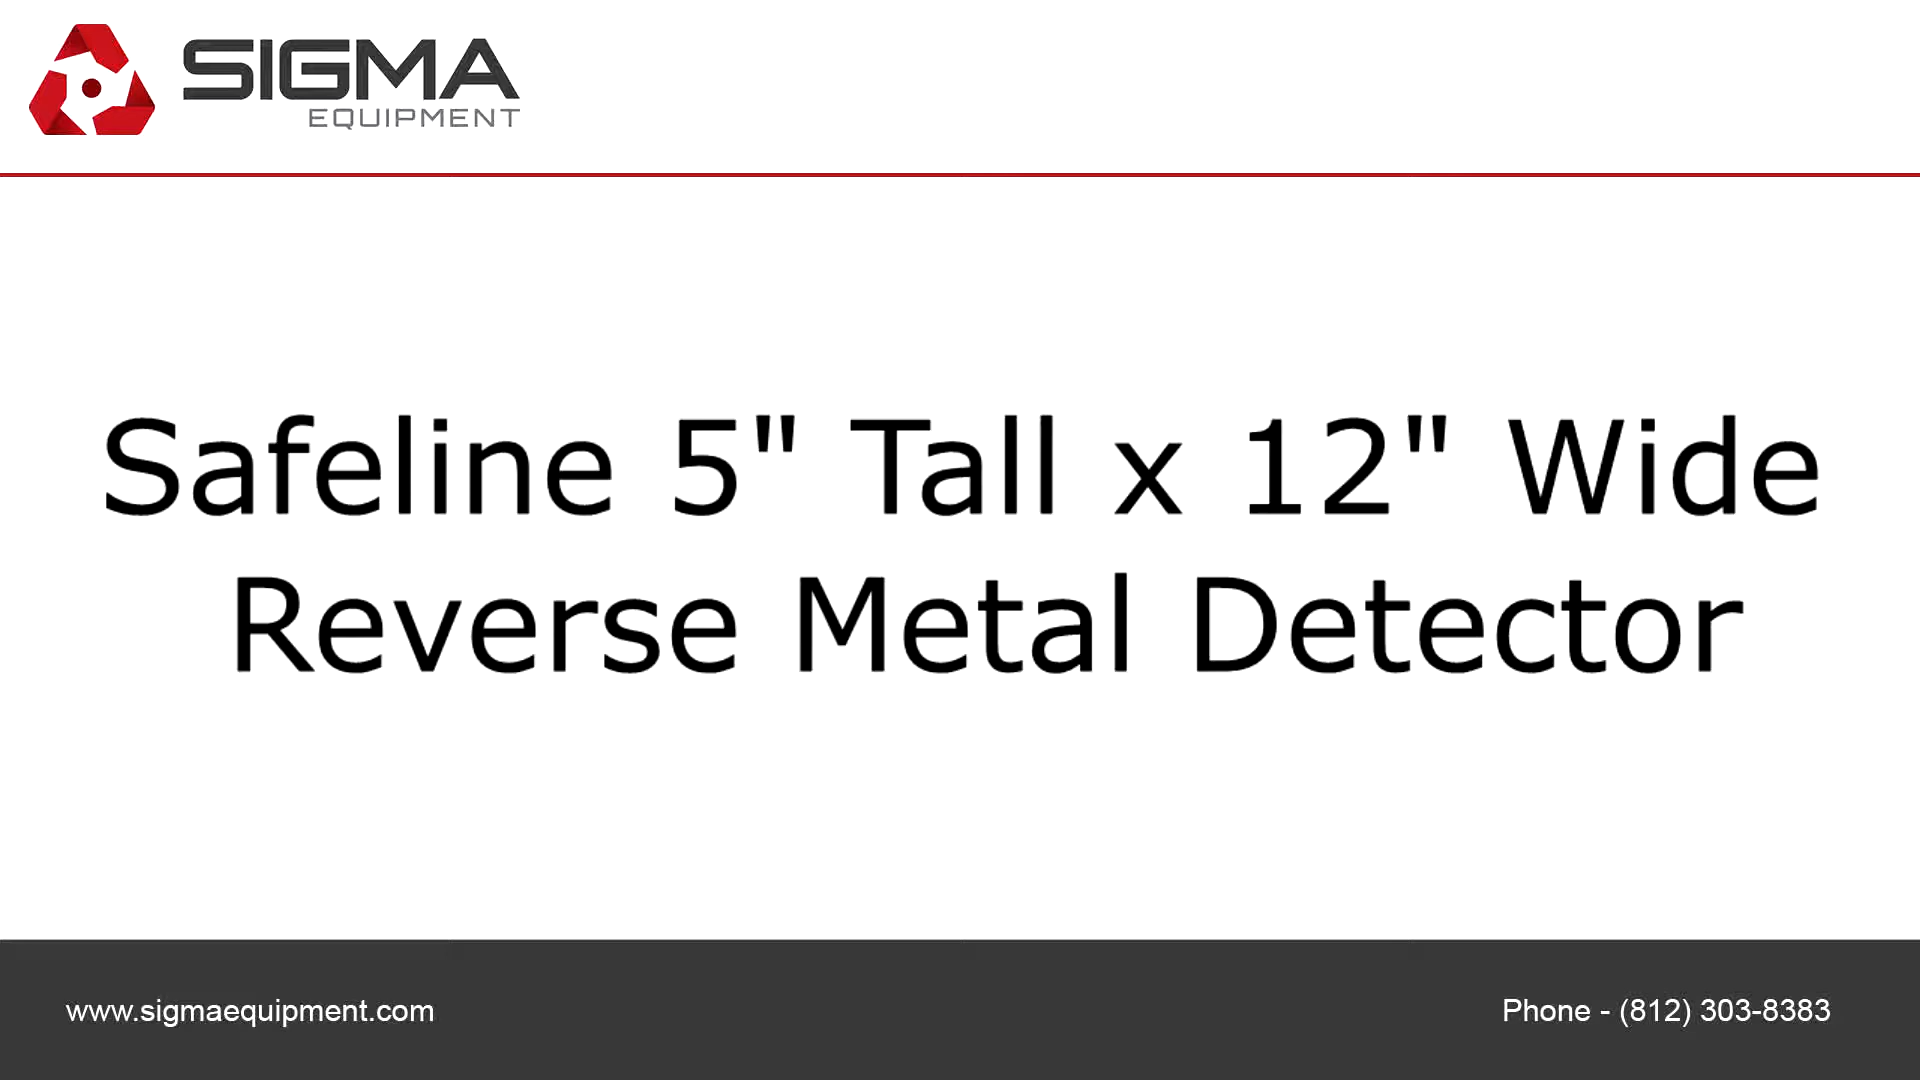 SIGMA
EQUIPMENT
Safeline 5" Tall x 12" Wide
Reverse Metal Detector
www.sigmaequipment.com
Phone - (812) 303-8383